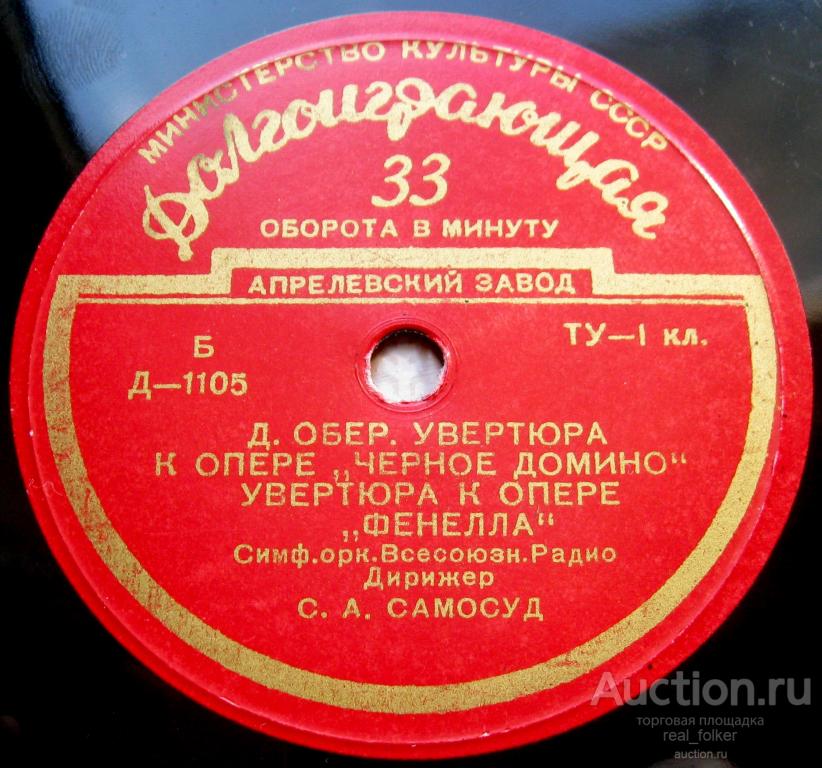 МИНИСТЕРСТВО КУЛЬТУРЫ СССР
Долгоиграющая
33
ОБОРОТА В МИНУТУ
АПРЕЛЕВСКИЙ ЗАВОД
Б
ТУ—I кл.
Д—1105
Д. ОБЕР. УВЕРТЮРА
К ОПЕРЕ „ЧЕРНОЕ ДОМИНО“
УВЕРТЮРА К ОПЕРЕ
„ФЕНЕЛЛА“
Симф.орк.Всесоюзн.Радио
Дирижер
С. А. САМОСУД
Auction.ru
торговая площадка
real_folker
auction.ru